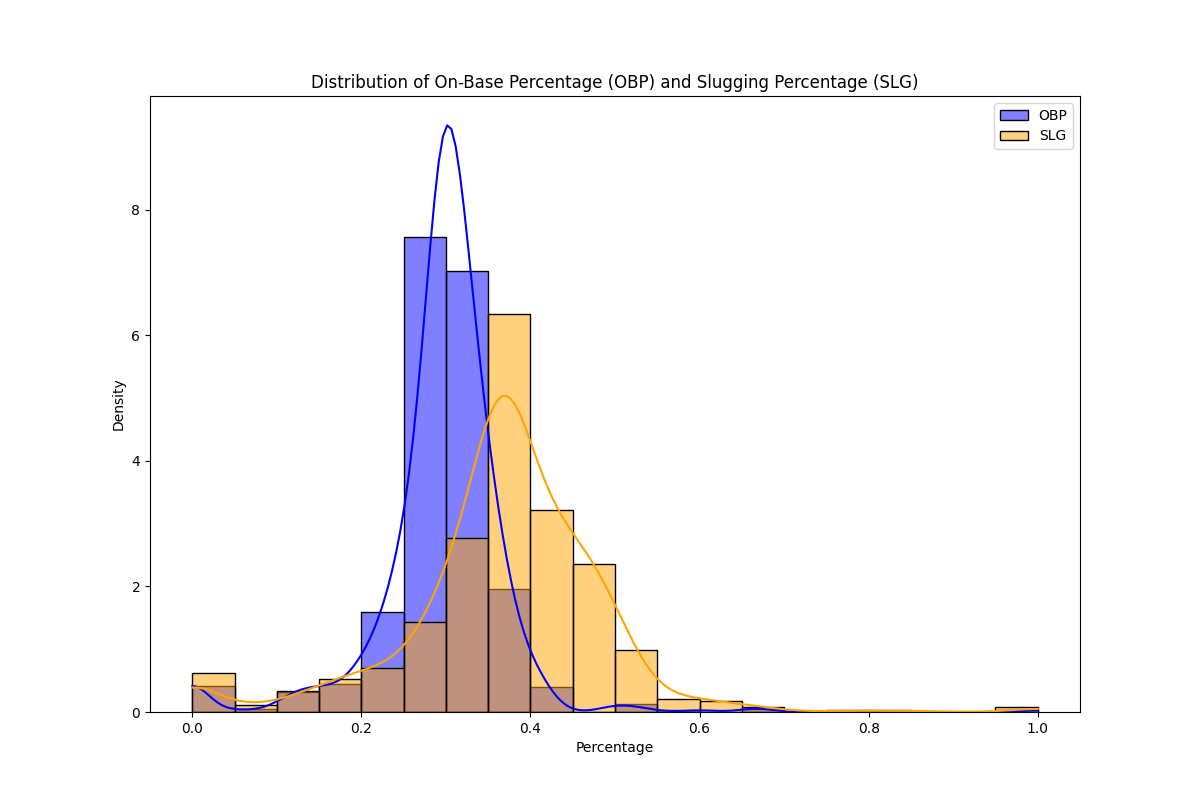 Distribution of On-Base Percentage (OBP) and Slugging Percentage (SLG)
OBP
SLG
Density
8
6
4
2
0
0.0 0.2 0.4 0.6 0.8 1.0
Percentage